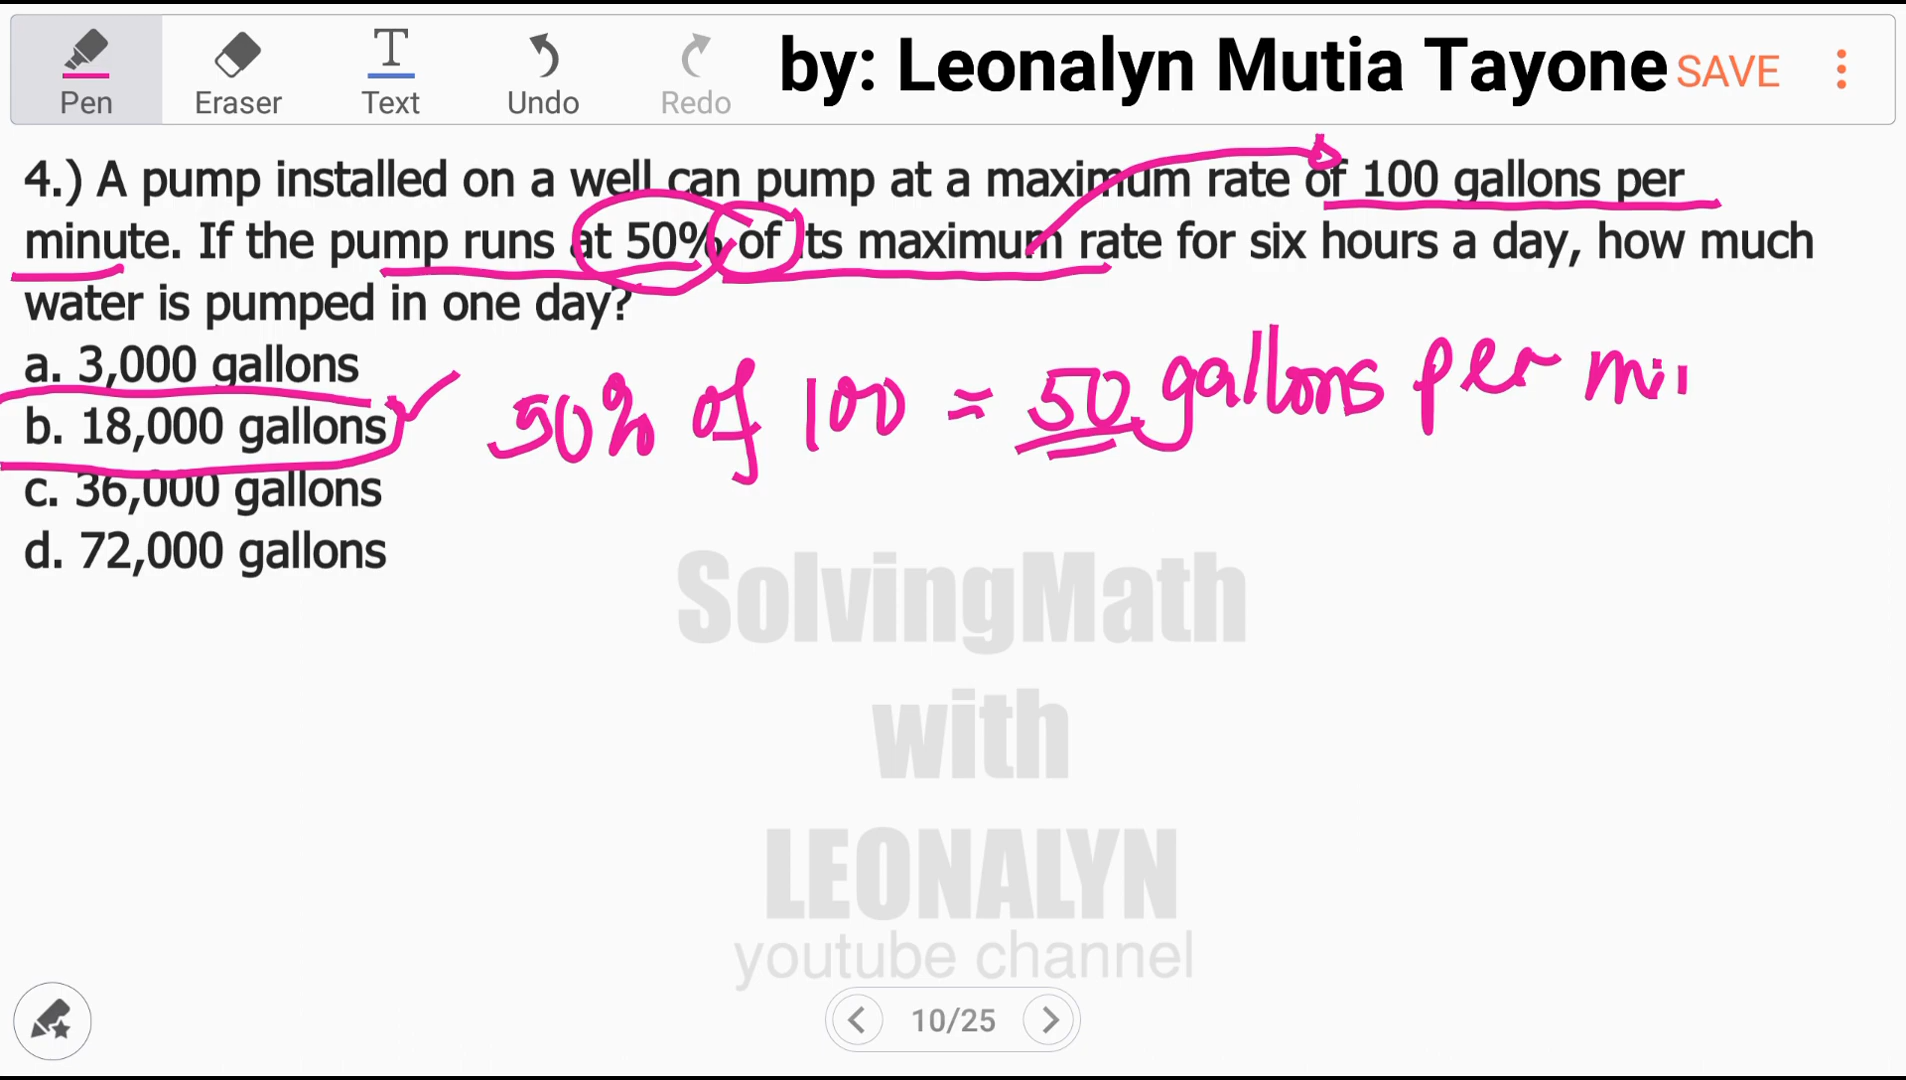 Pen Eraser Text Undo Redo by: Leonalyn Mutia Tayone SAVE
4.) A pump installed on a well can pump at a maximum rate of 100 gallons per
minute. If the pump runs at 50% of its maximum rate for six hours a day, how much
water is pumped in one day?
a. 3,000 gallons
b. 18,000 gallons
50% of 100 = 50 gallons per mi
c. 36,000 gallons
d. 72,000 gallons
SolvingMath
with
LEONALYN
youtube channel
10/25